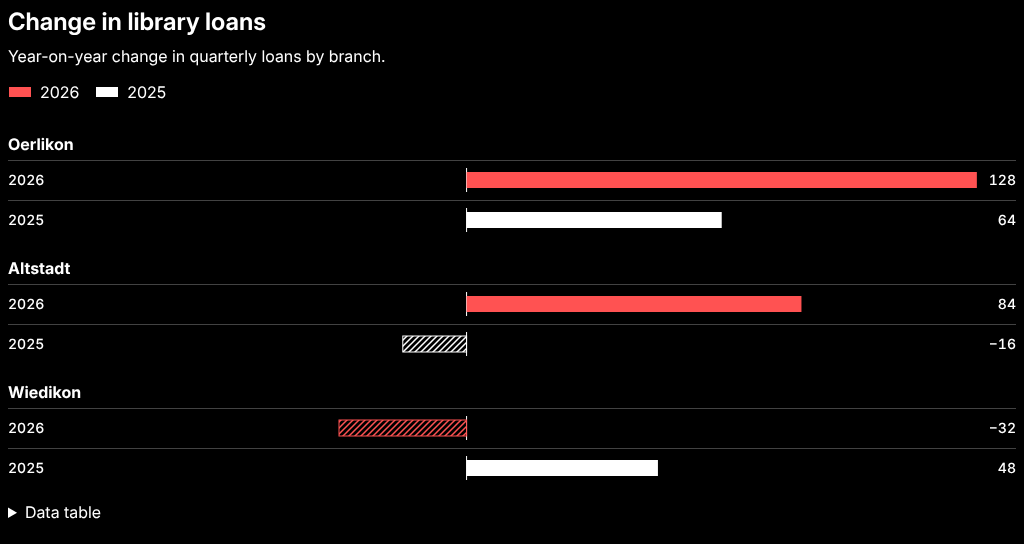 Change in library loans
Year-on-year change in quarterly loans by branch.
2026 2025
Oerlikon
2026 128
2025 64
Altstadt
2026 84
2025 −16
Wiedikon
2026 −32
2025 48
Data table